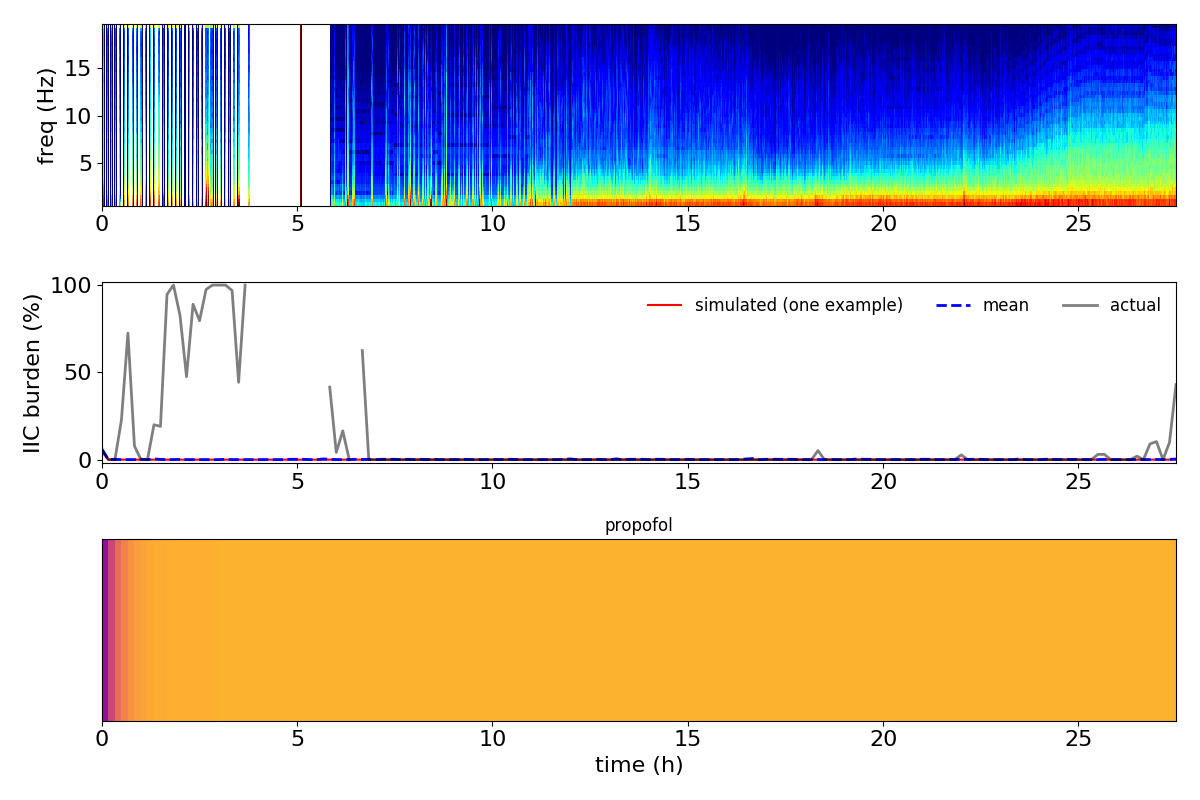 freq (Hz)
15
10
5
0 5 10 15 20 25
IIC burden (%)
100
50
0
simulated (one example) mean actual
0 5 10 15 20 25
propofol
0 5 10 15 20 25
time (h)